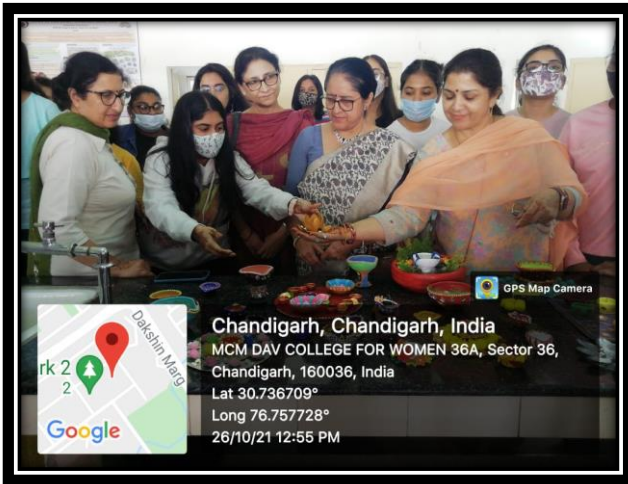 GPS Map Camera
Dakshin Marg
rk 2
2
Google
Chandigarh, Chandigarh, India
MCM DAV COLLEGE FOR WOMEN 36A, Sector 36,
Chandigarh, 160036, India
Lat 30.736709°
Long 76.757728°
26/10/21 12:55 PM